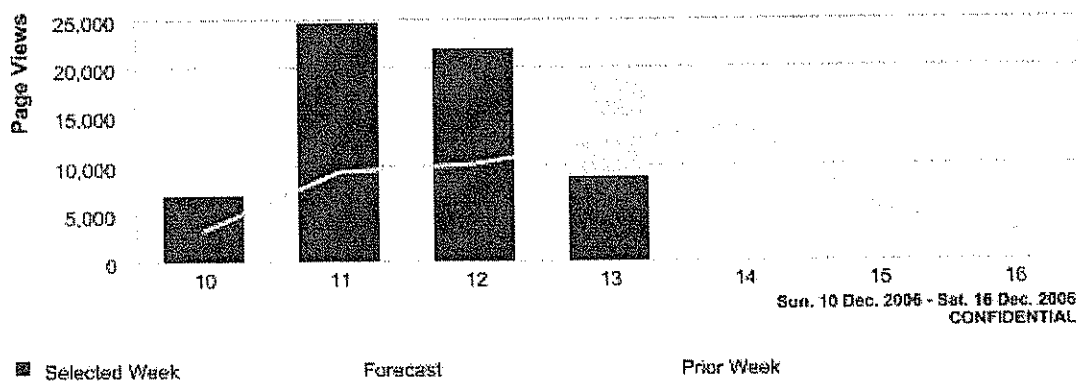 Page Views
25,000
20,000
15,000
10,000
5,000
0
10 11 12 13 14 15 16
Sun. 10 Dec. 2006 - Sat. 16 Dec. 2006
CONFIDENTIAL
Selected Week Forecast Prior Week